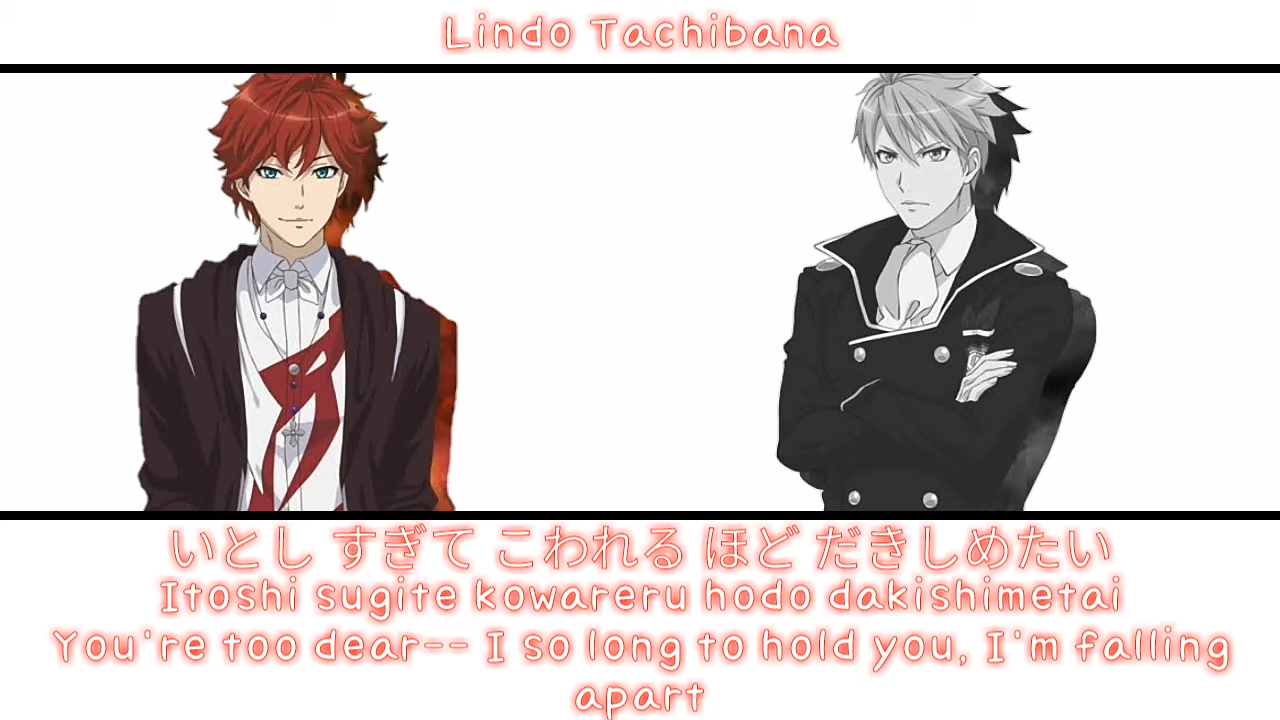 Lindo Tachibana
いとし すぎて こわれる ほど だきしめたい
Itoshi sugite kowareru hodo dakishimetai
You're too dear-- I so long to hold you, I'm falling
apart